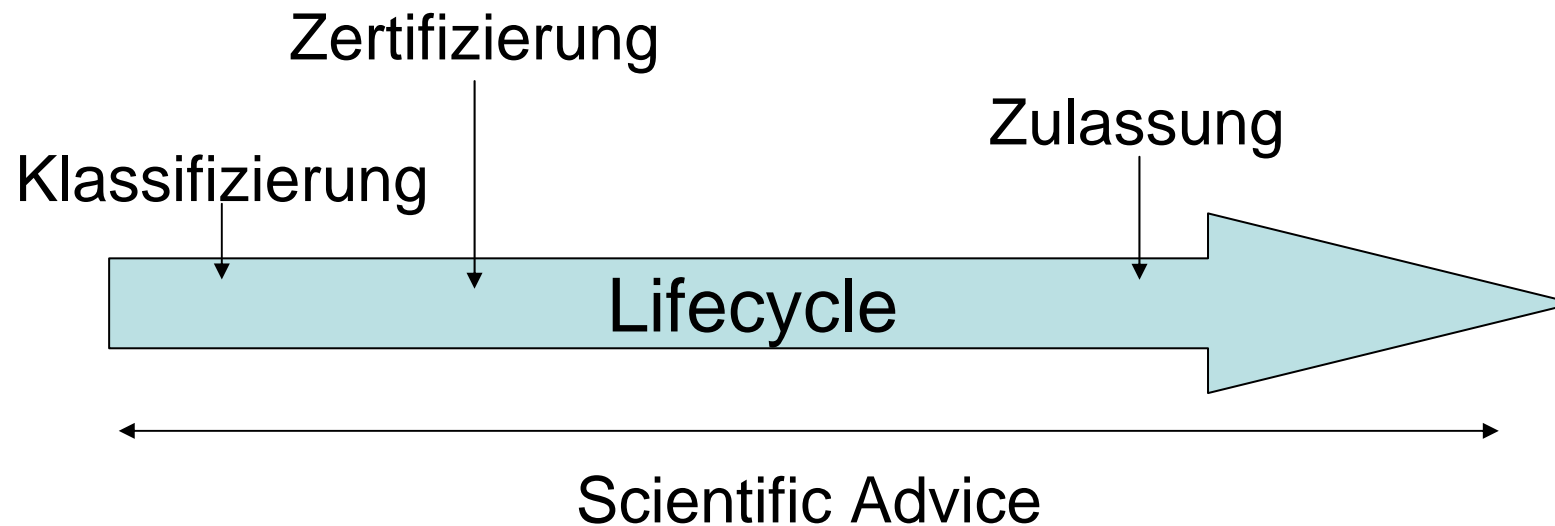 Zertifizierung
Zulassung
Klassifizierung
Lifecycle
Scientific Advice